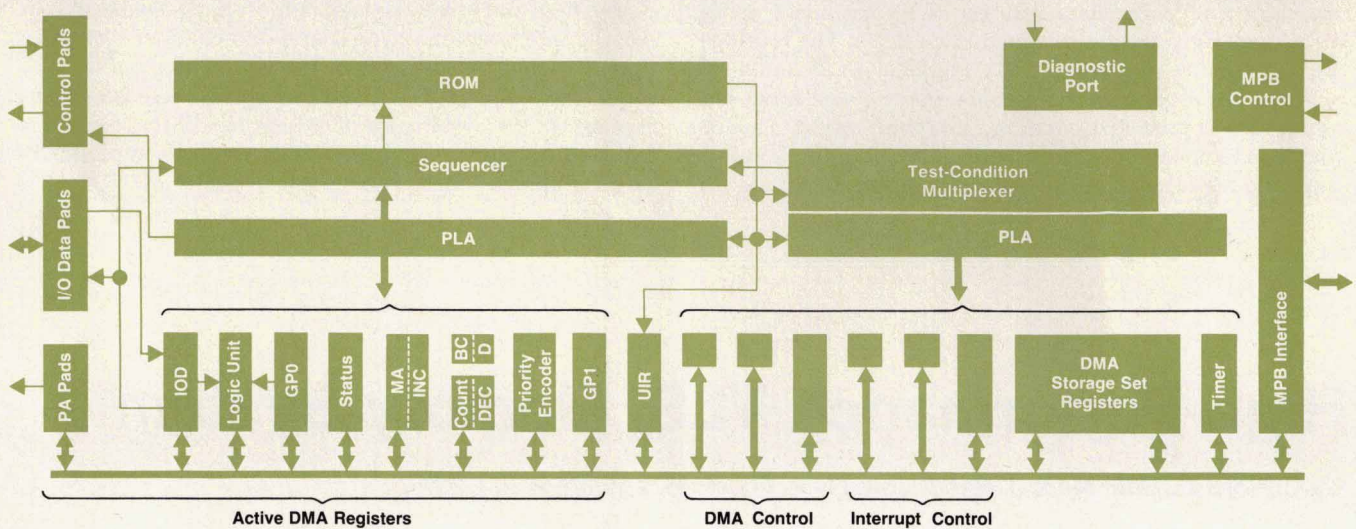 Control Pads
ROM
Diagnostic
Port
MPB
Control
Sequencer
Test-Condition
Multiplexer
I/O Data Pads
PLA
PLA
PA Pads
IOD
Logic Unit
GP0
Status
MA
INC
BC
D
Count
DEC
Priority
Encoder
GP1
UIR
DMA
Storage Set
Registers
Timer
MPB Interface
Active DMA Registers
DMA Control
Interrupt Control